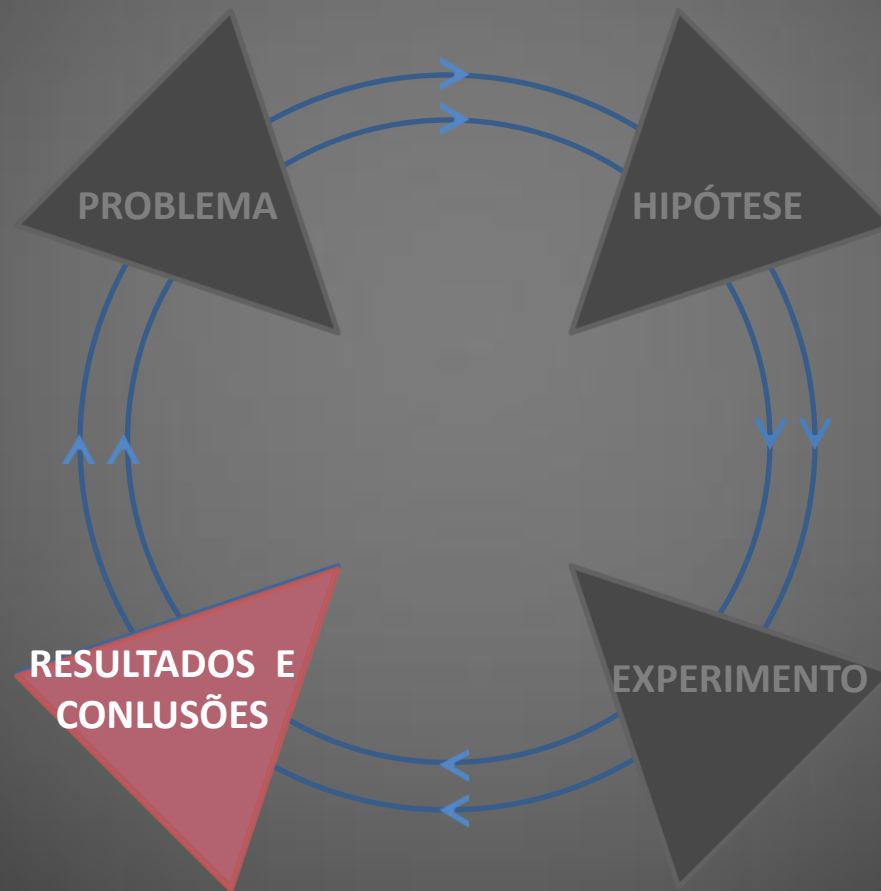 PROBLEMA
HIPÓTESE
RESULTADOS E
CONLUSÕES
EXPERIMENTO